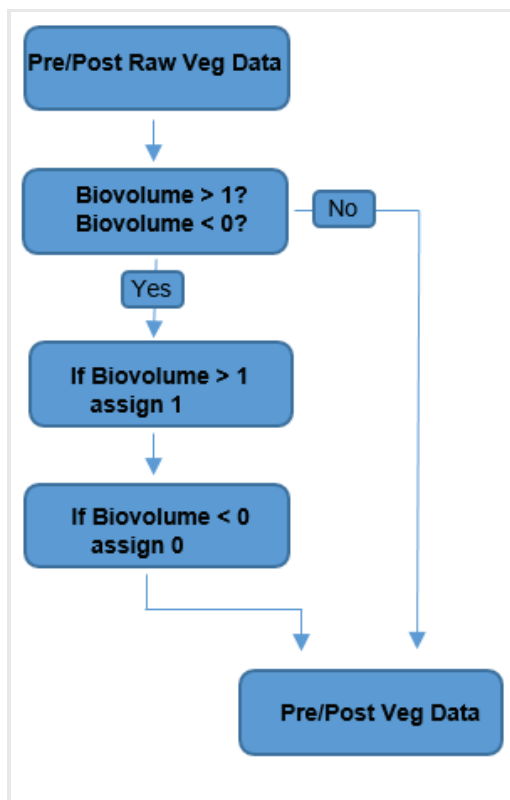 Pre/Post Raw Veg Data
Biovolume > 1?
Biovolume < 0?
No
Yes
If Biovolume > 1
assign 1
If Biovolume < 0
assign 0
Pre/Post Veg Data